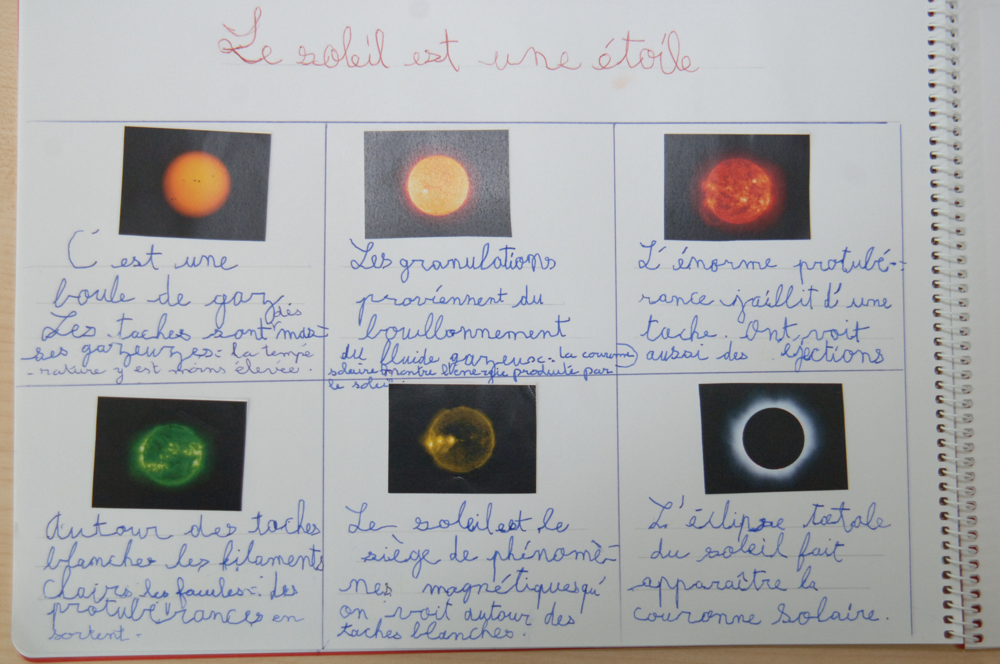 Le soleil est une étoile
C'est une
boule de gaz.
Les taches sont des mas-
ses gazeuzes: la tempé
-rature y est moins élevée.
Les granulations
proviennent du
bouillonnement
du fluide gazeux: la couronne
solaire montre l'énergie produite par
le soleil.
L'énorme protubé-
rance jaillit d'une
tache. Ont voit
aussi des éjections
Autour des taches
blanches les filaments
clairs les facules: des
protubérances en
sortent.
Le soleil est le
siège de phénomè-
nes magnétiques qu'
on voit autour des
taches blanches.
L'éclipse totale
du soleil fait
apparaître la
couronne solaire.